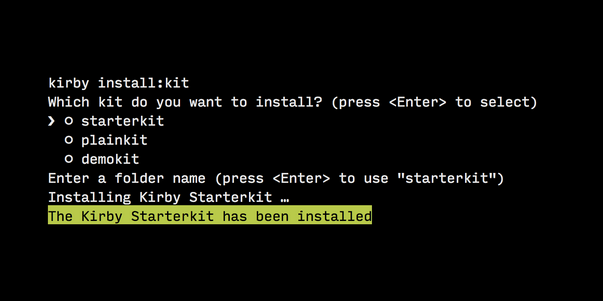 kirby install:kit
Which kit do you want to install? (press <Enter> to select)
❯ ○ starterkit
○ plainkit
○ demokit
Enter a folder name (press <Enter> to use "starterkit")
Installing Kirby Starterkit …
The Kirby Starterkit has been installed